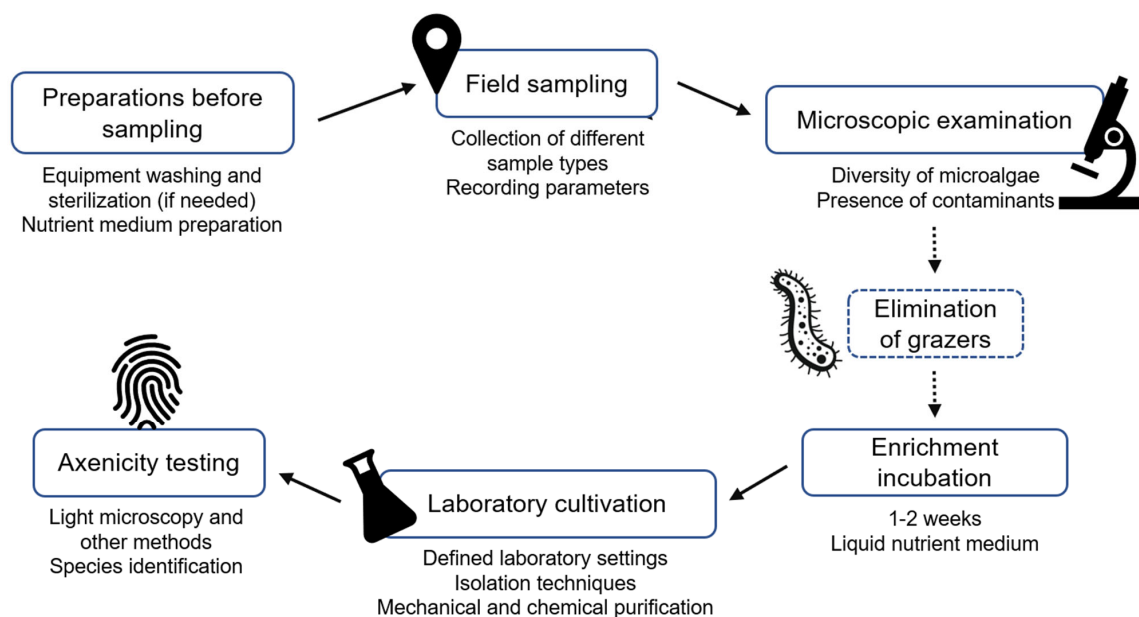 Preparations before
sampling
Equipment washing and
sterilization (if needed)
Nutrient medium preparation
Field sampling
Collection of different
sample types
Recording parameters
Microscopic examination
Diversity of microalgae
Presence of contaminants
Elimination
of grazers
Enrichment
incubation
1-2 weeks
Liquid nutrient medium
Laboratory cultivation
Defined laboratory settings
Isolation techniques
Mechanical and chemical purification
Axenicity testing
Light microscopy and
other methods
Species identification